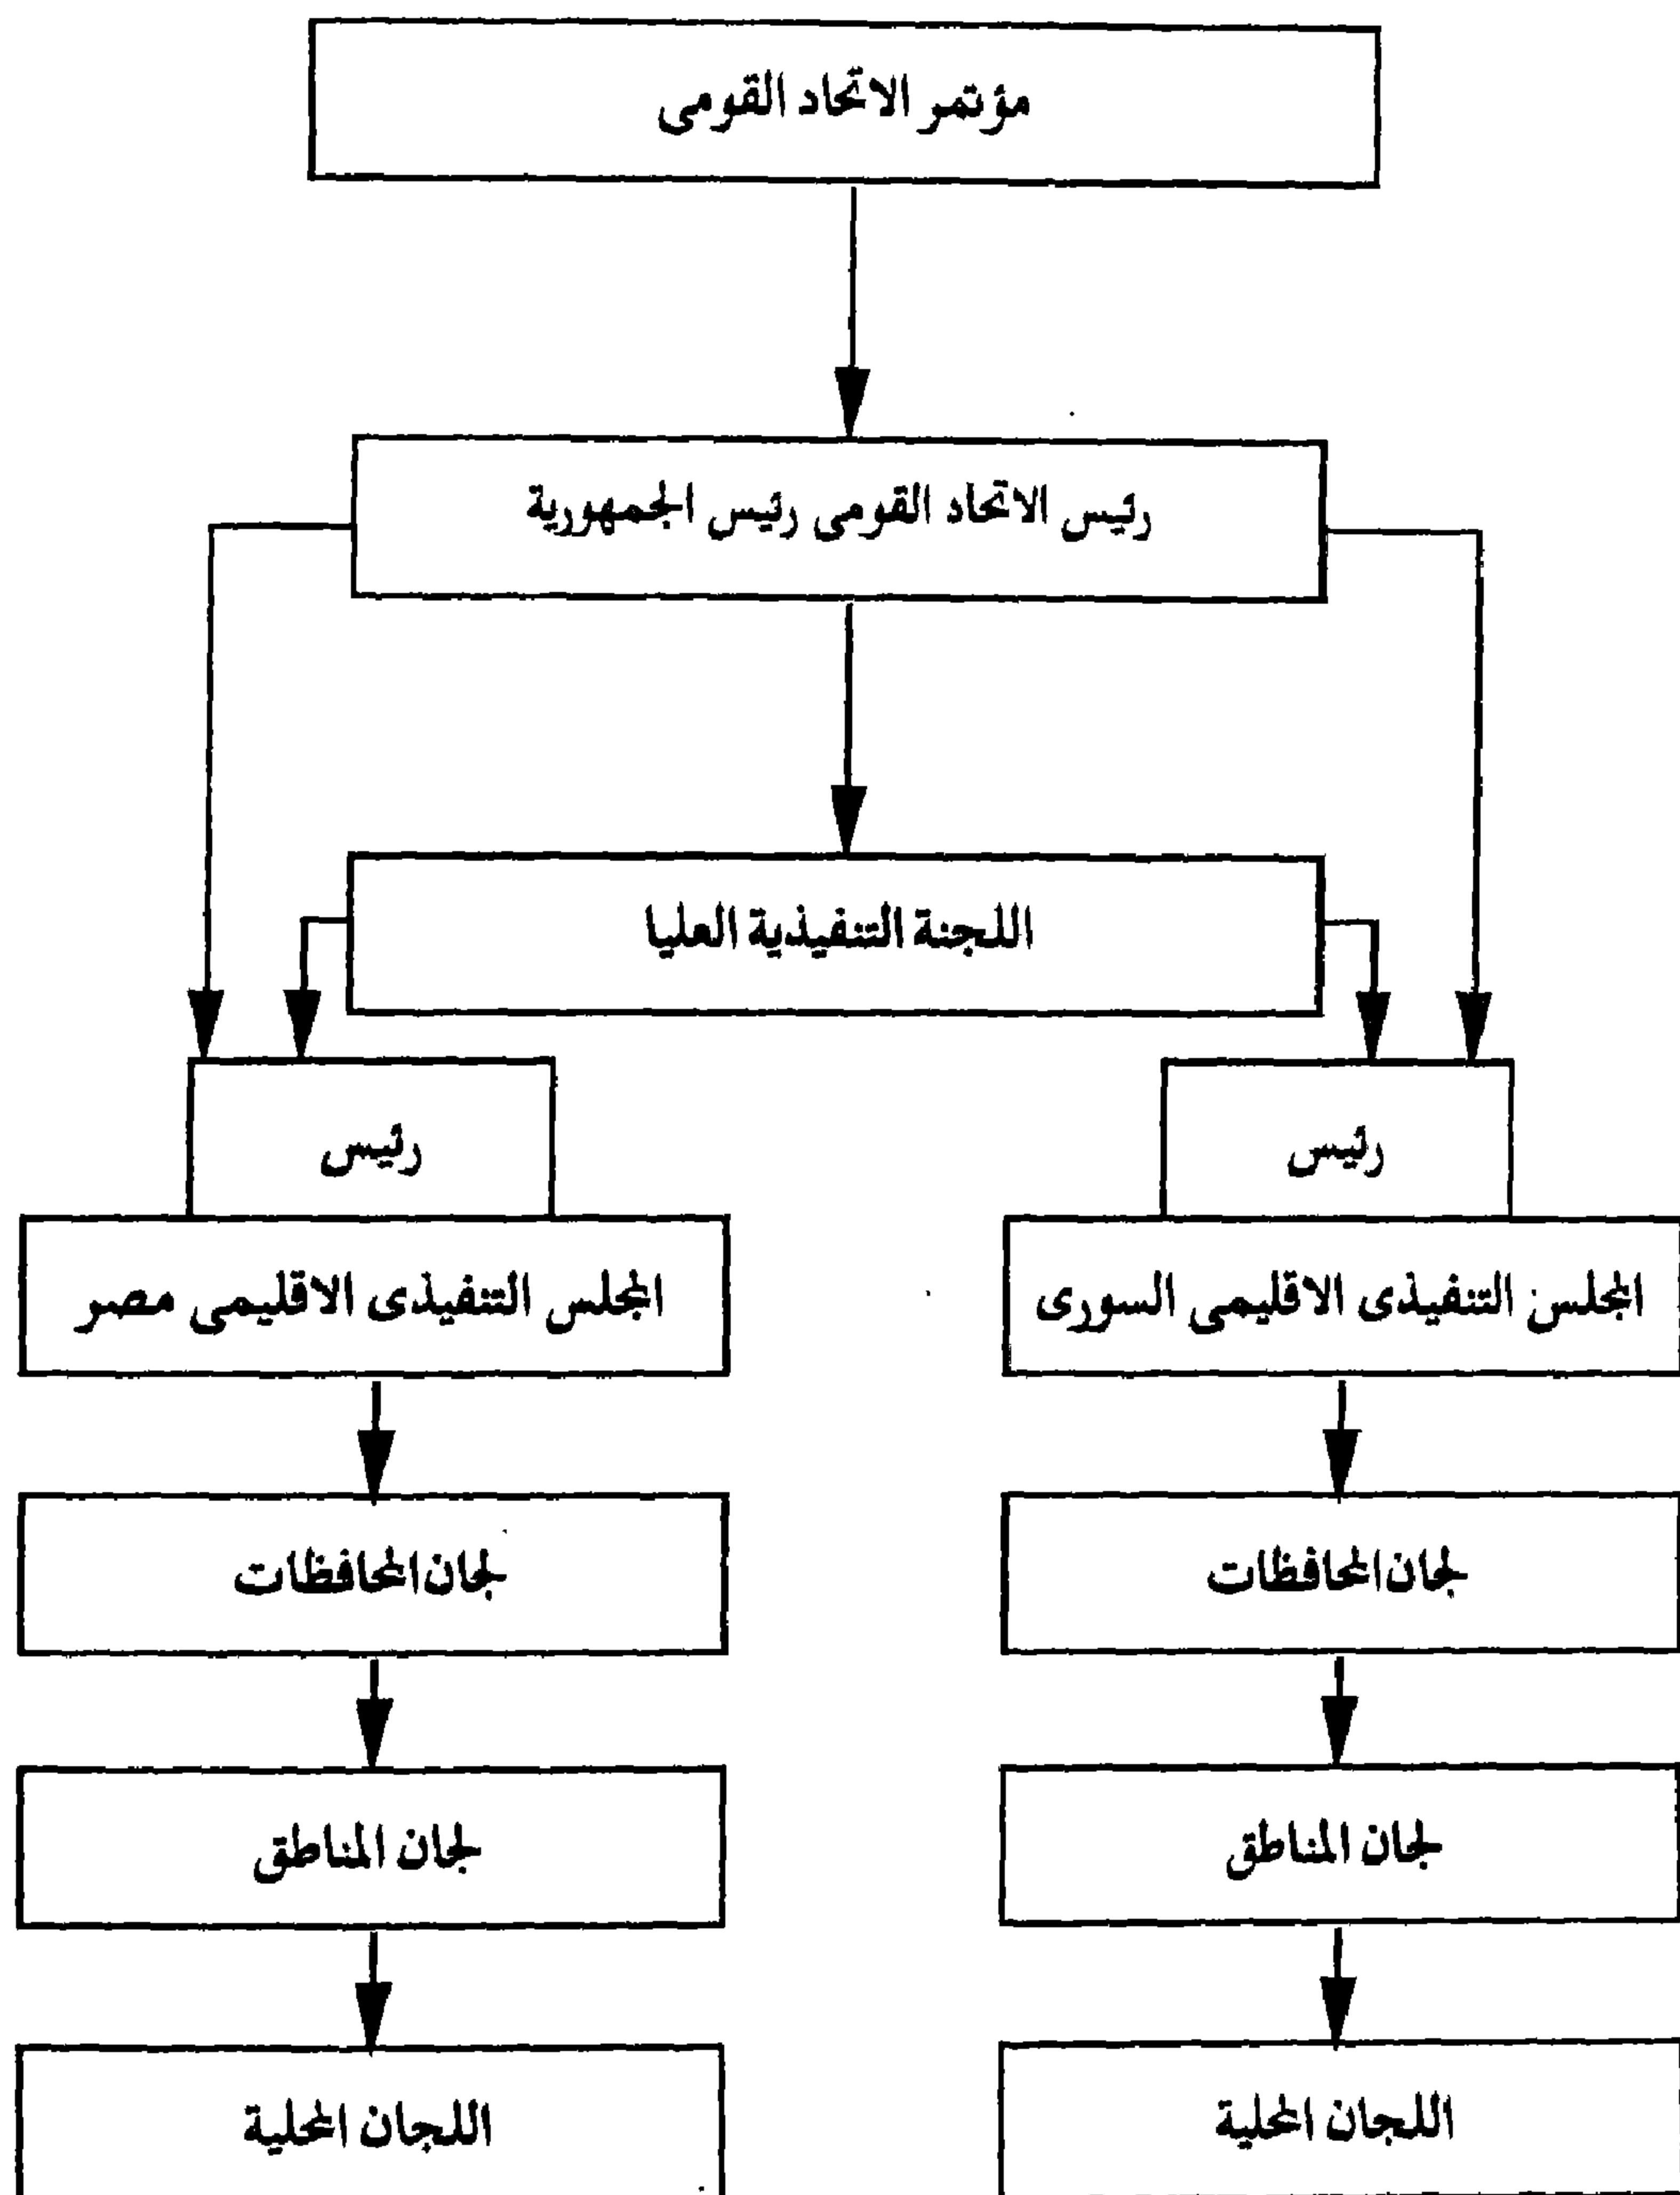 مؤتمر الاتحاد القومى
رئيس الاتحاد القومى رئيس الجمهورية
اللجنة التنفيذية العليا
رئيس
رئيس
المجلس التنفيذى الاقليمى السورى
المجلس التنفيذى الاقليمى مصر
لجان المحافظات
لجان المحافظات
لجان المناطق
لجان المناطق
اللجان المحلية
اللجان المحلية